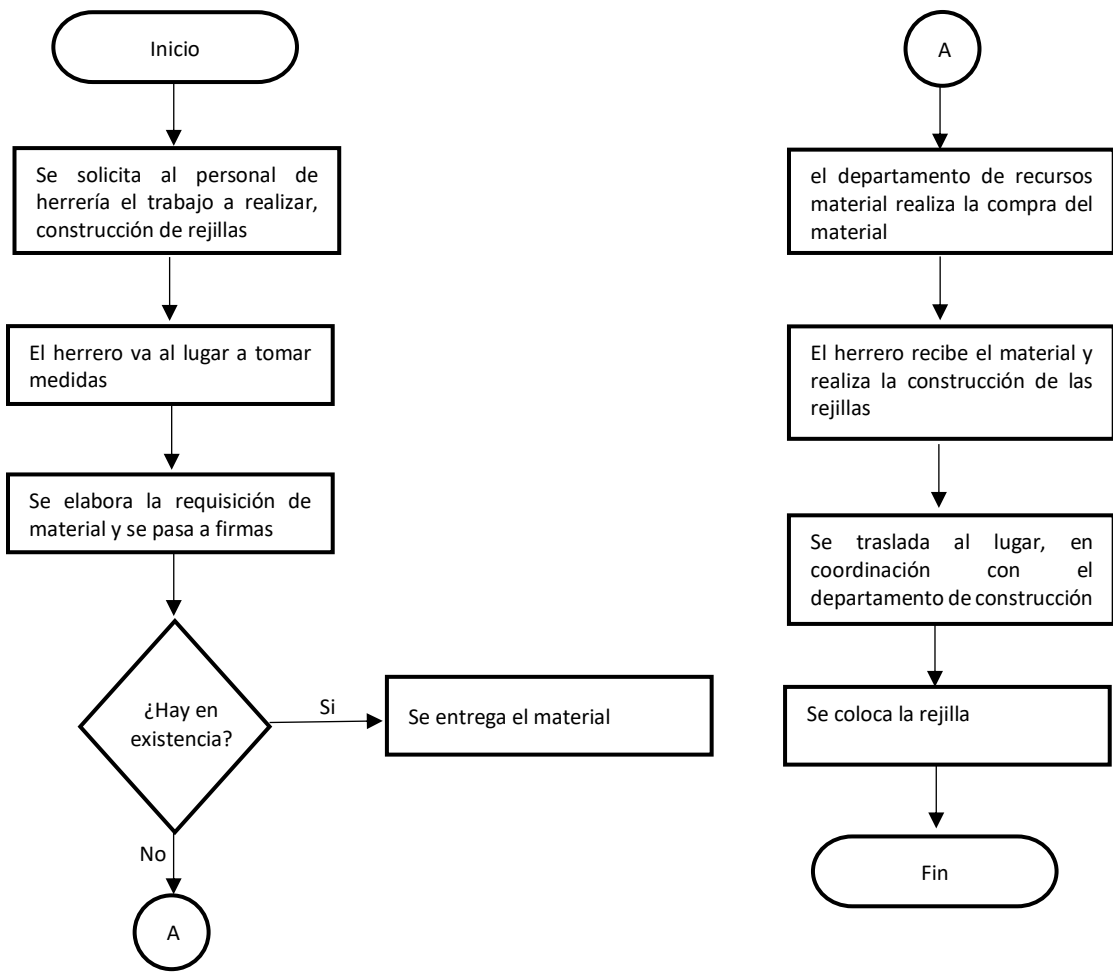 Inicio
Se solicita al personal de
herrería el trabajo a realizar,
construcción de rejillas
El herrero va al lugar a tomar
medidas
Se elabora la requisición de
material y se pasa a firmas
¿Hay en
existencia?
Si
Se entrega el material
No
A
A
el departamento de recursos
material realiza la compra del
material
El herrero recibe el material y
realiza la construcción de las
rejillas
Se traslada al lugar, en
coordinación con el
departamento de construcción
Se coloca la rejilla
Fin